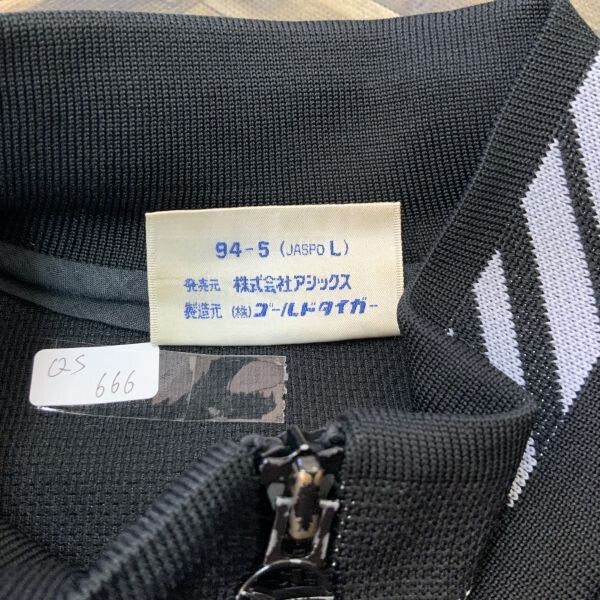 94-5 (JASPO L)
発売元 株式会社アシックス
製造元 (株)ゴールドタイガー
QS
666